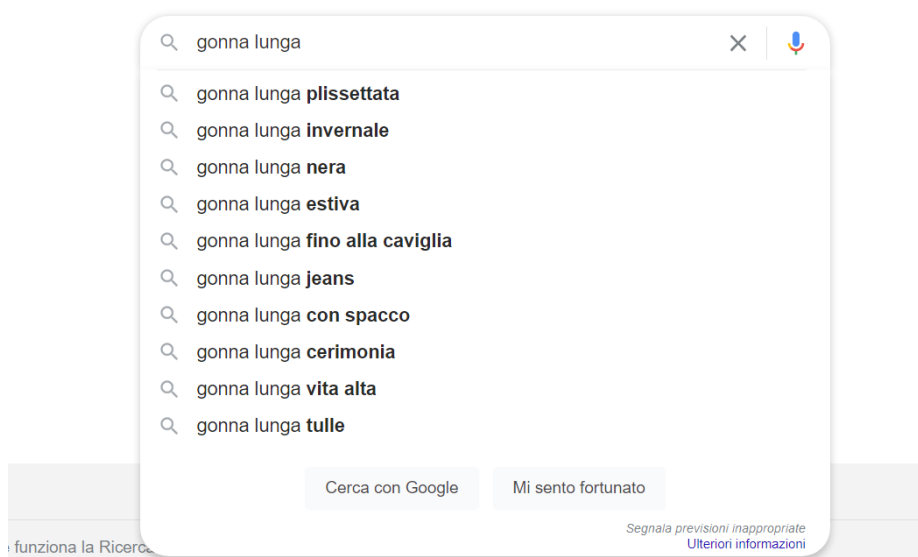 gonna lunga
gonna lunga plissettata
gonna lunga invernale
gonna lunga nera
gonna lunga estiva
gonna lunga fino alla caviglia
gonna lunga jeans
gonna lunga con spacco
gonna lunga cerimonia
gonna lunga vita alta
gonna lunga tulle
Cerca con Google Mi sento fortunato
Segnala previsioni inappropriate
Ulteriori informazioni
funziona la Ricerca